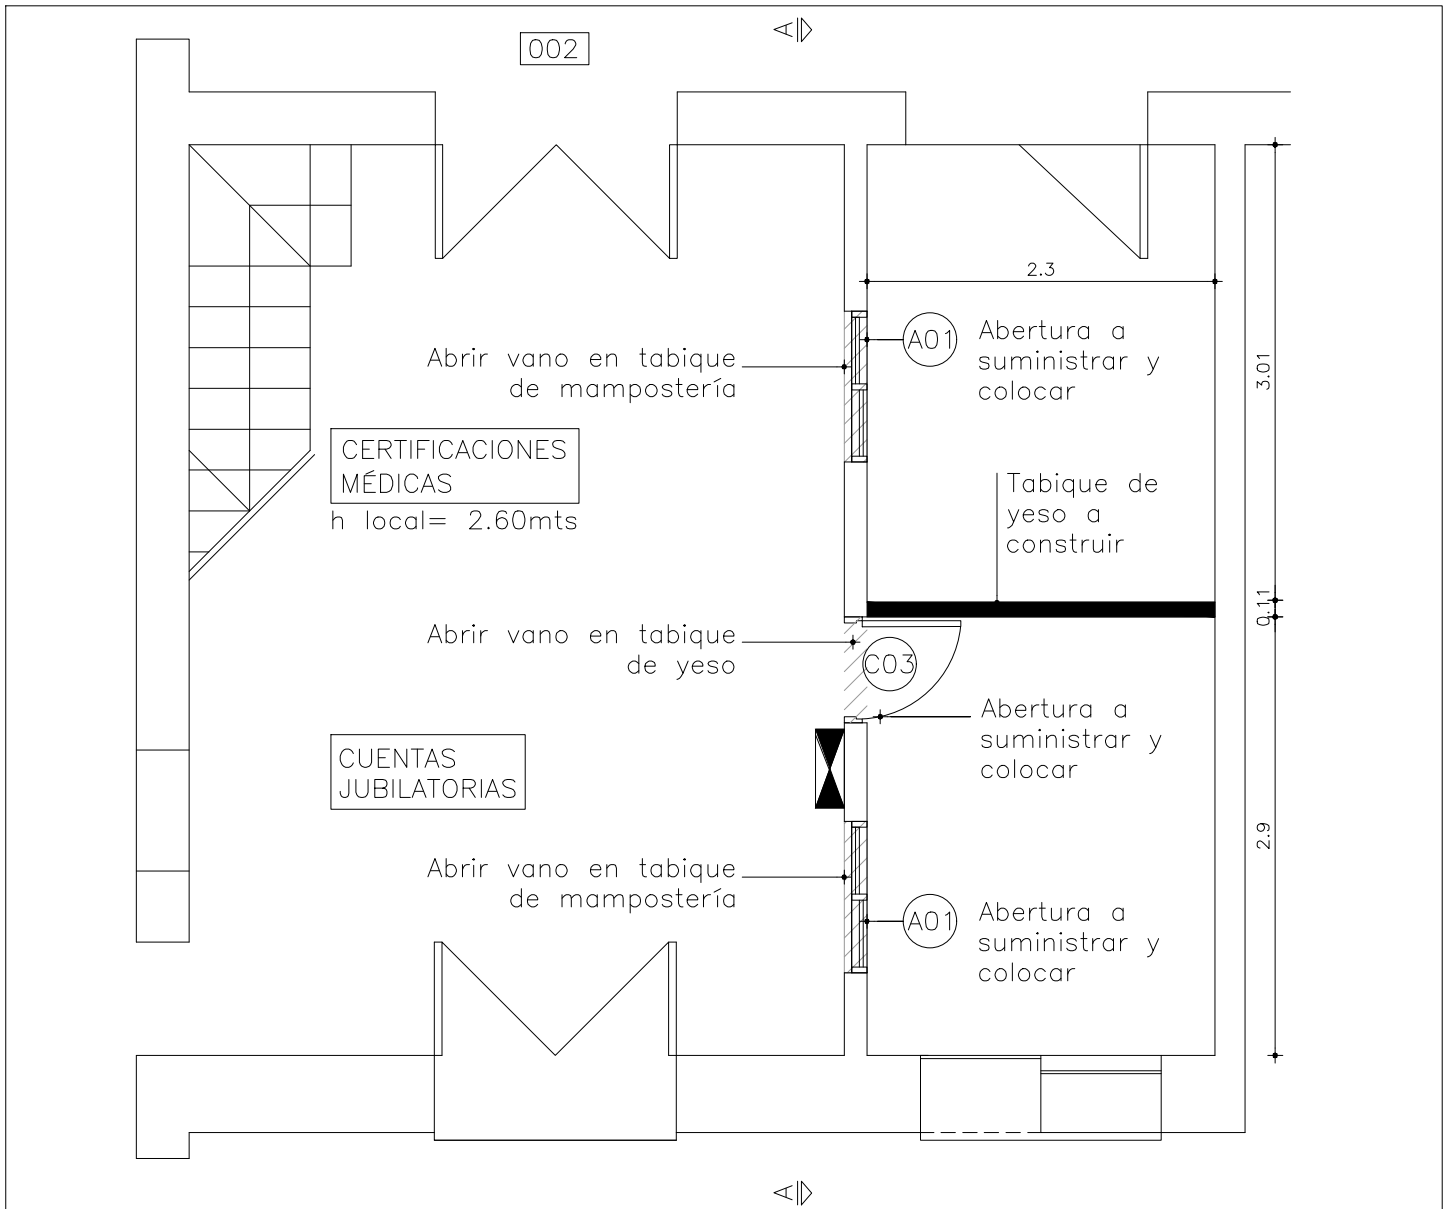 A
002
2.3
A01
Abertura a
suministrar y
colocar
Abrir vano en tabique
de mampostería
3.01
CERTIFICACIONES
MÉDICAS
h local= 2.60mts
Tabique de
yeso a
construir
0.11
Abrir vano en tabique
de yeso
C03
Abertura a
suministrar y
colocar
CUENTAS
JUBILATORIAS
2.9
Abrir vano en tabique
de mampostería
A01
Abertura a
suministrar y
colocar
A